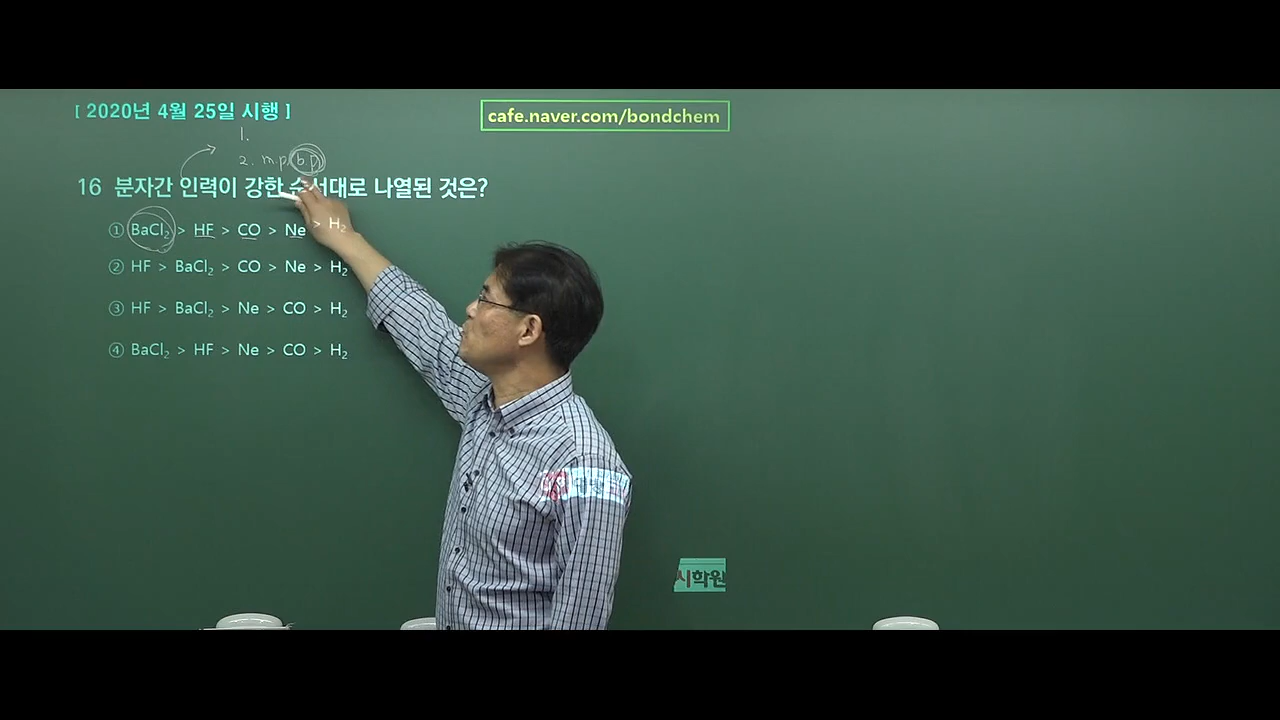 [ 2020년 4월 25일 시행 ]
cafe.naver.com/bondchem
1.
2. m.p, b.p,
16 분자간 인력이 강한 순서대로 나열된 것은?
① BaCl₂ > HF > CO > Ne > H₂
② HF > BaCl₂ > CO > Ne > H₂
③ HF > BaCl₂ > Ne > CO > H₂
④ BaCl₂ > HF > Ne > CO > H₂
시학원